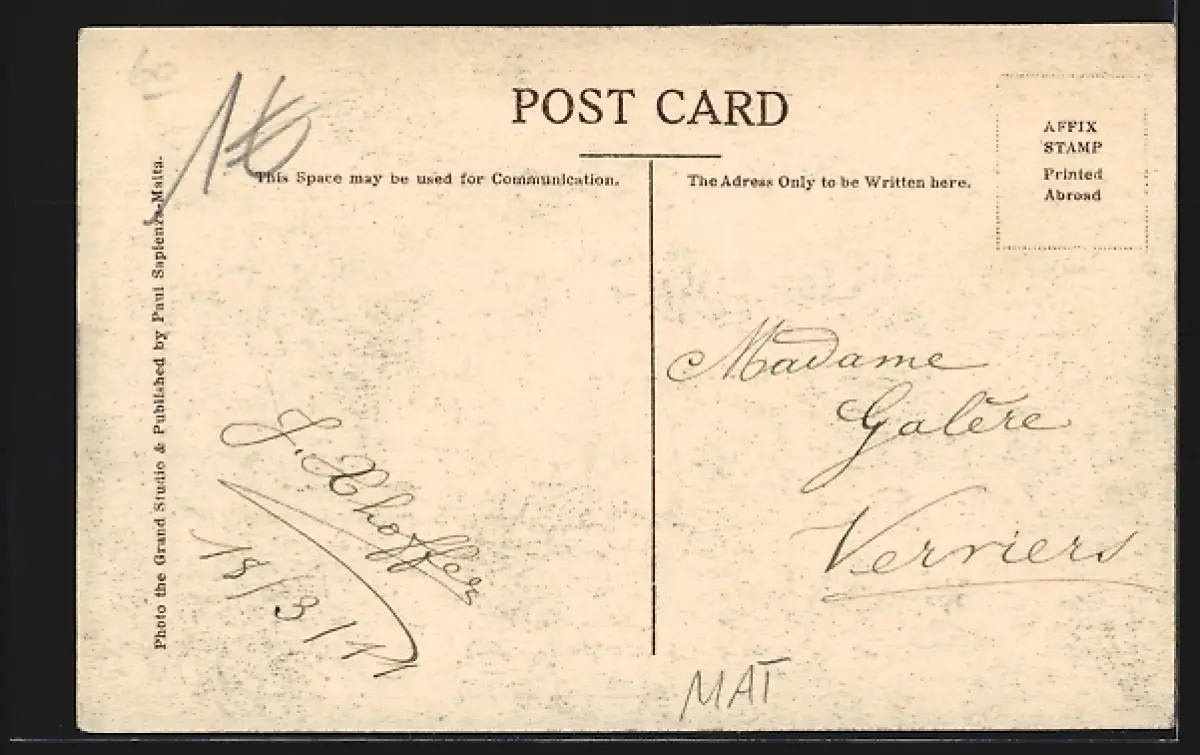 POST CARD
AFFIX
STAMP
Printed
Abroad
This Space may be used for Communication.
The Adress Only to be Written here.
Photo the Grand Studio & Published by Paul Sapienza-Malta.
Madame
Galère
Verviers
J. Xhoffer
MAT